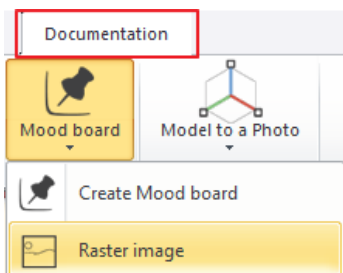 Documentation
Mood board
Model to a Photo
Create Mood board
Raster image